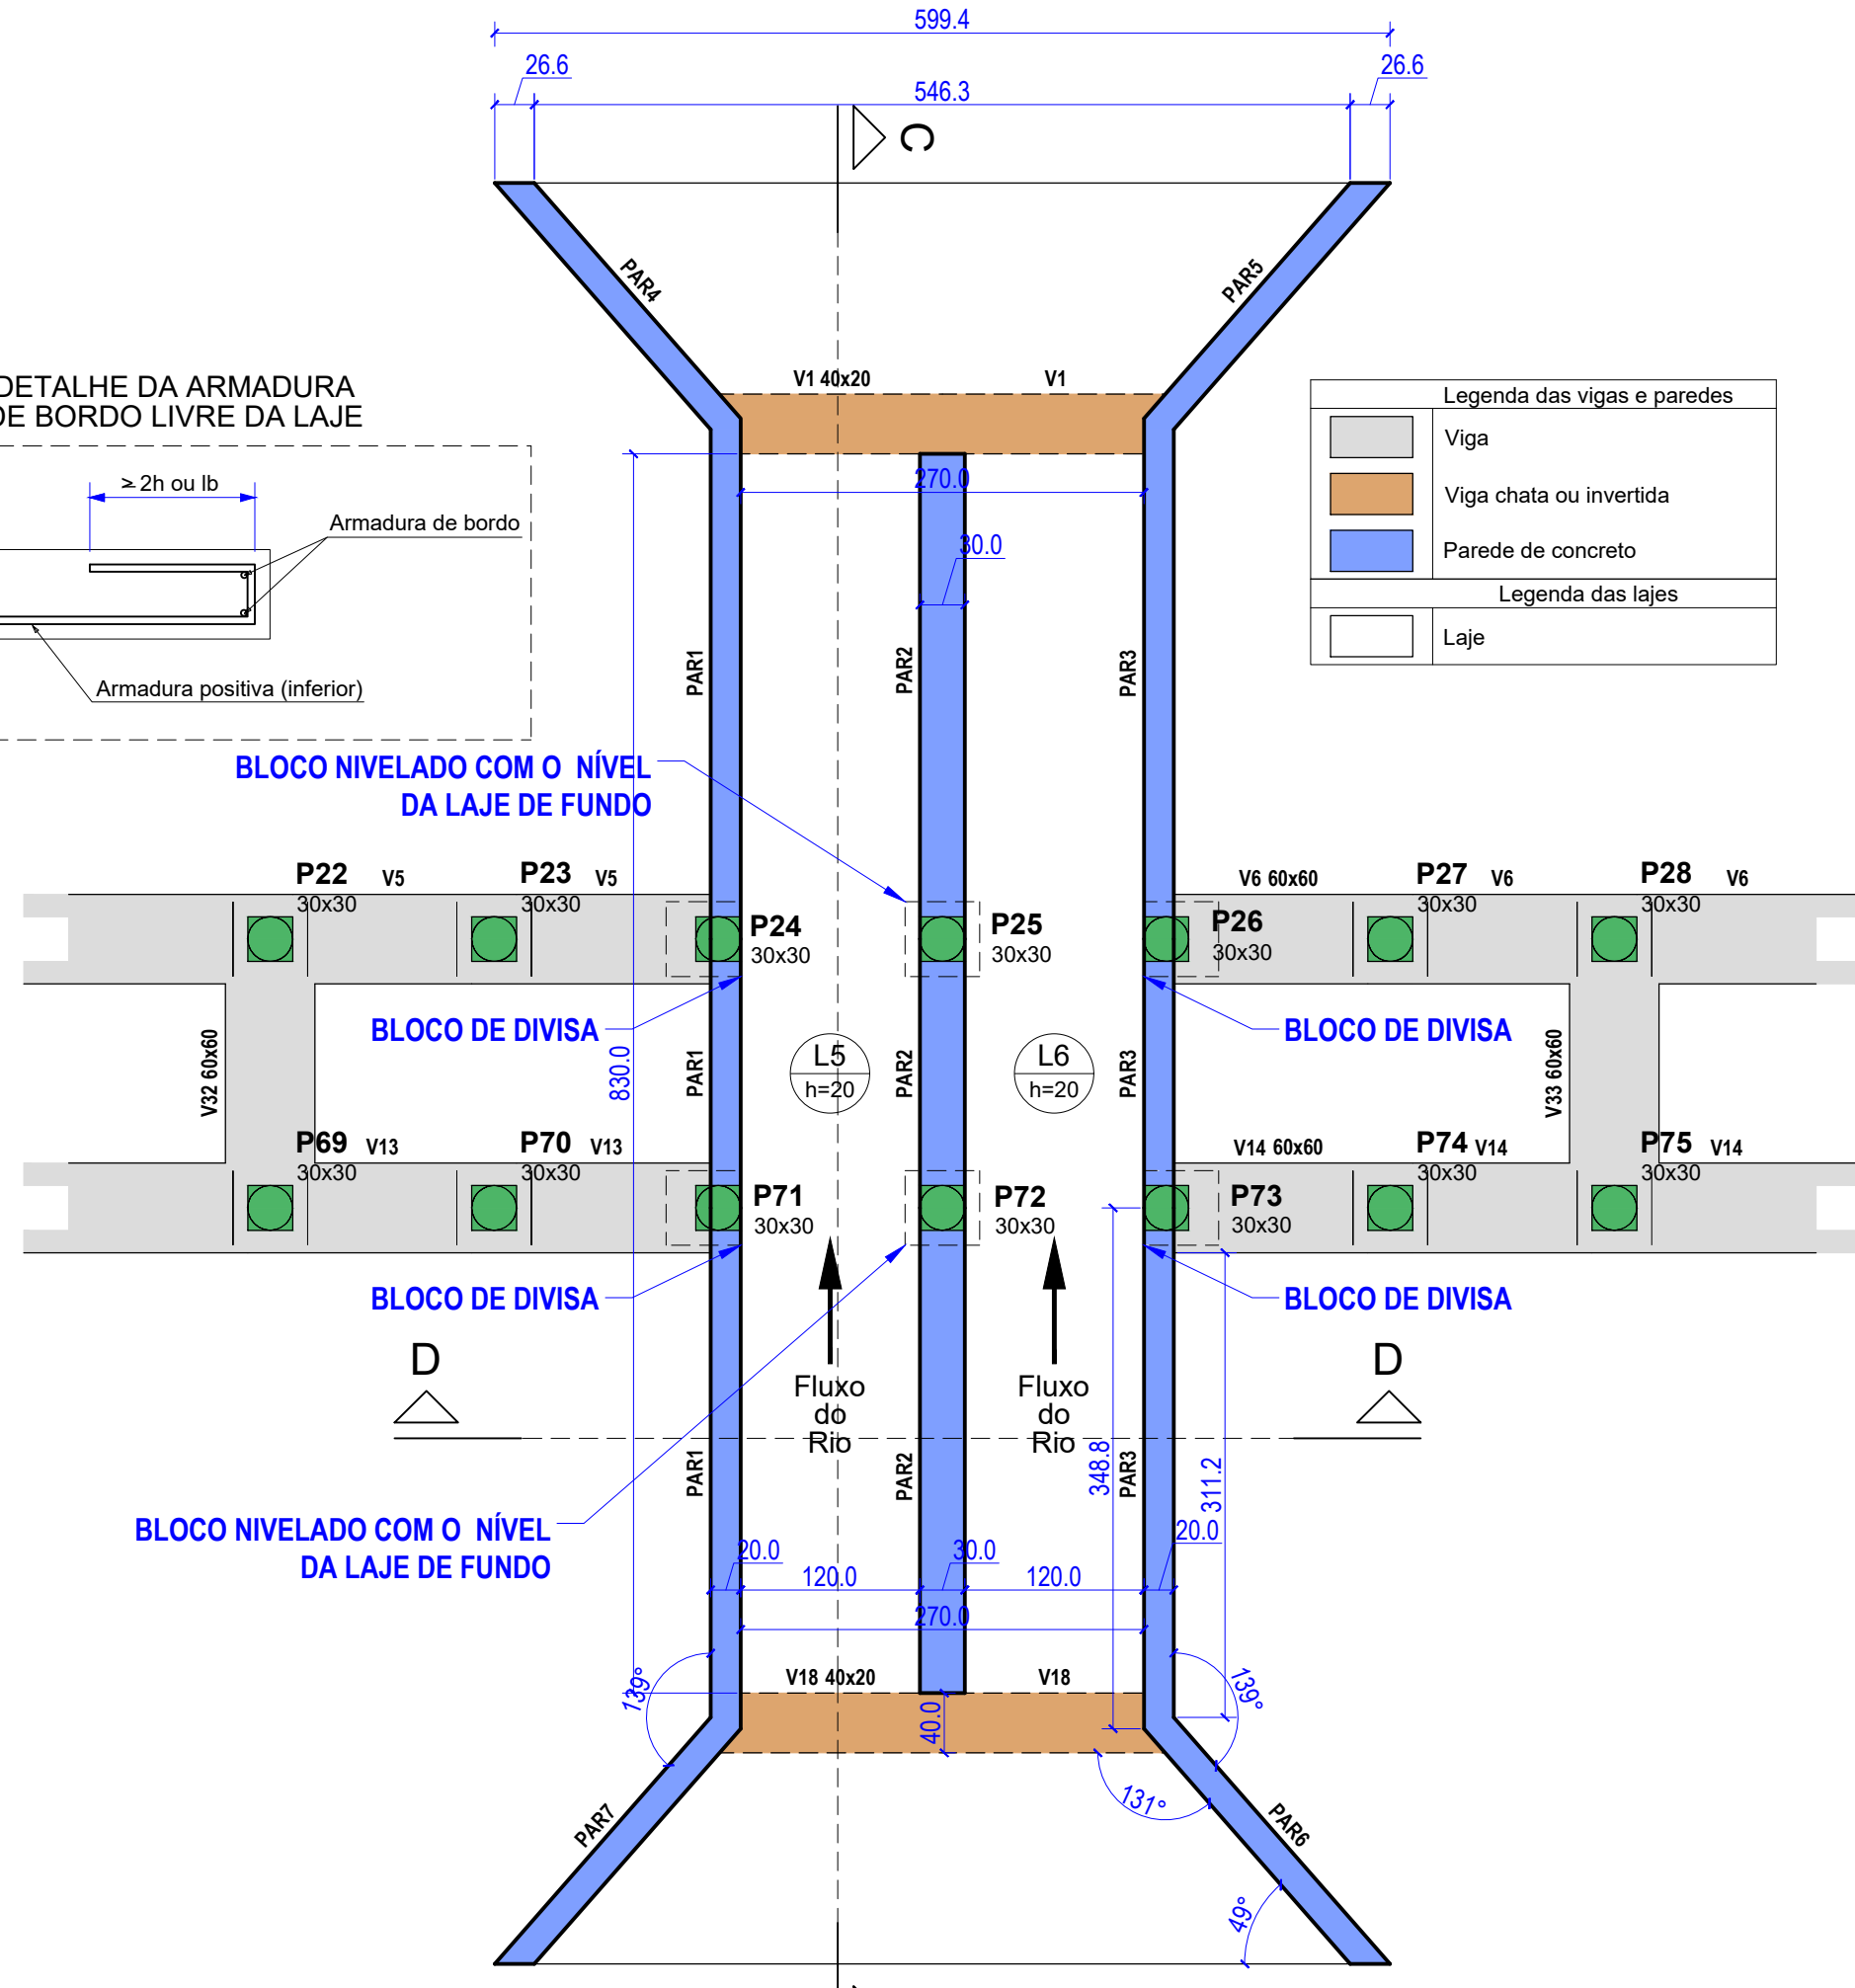 599.4
26.6
26.6
546.3
C
PAR4
PAR5
DETALHE DA ARMADURA
DE BORDO LIVRE DA LAJE
≥ 2h ou lb
Armadura de bordo
Armadura positiva (inferior)
V1 40x20
V1
Legenda das vigas e paredes
Viga
Viga chata ou invertida
Parede de concreto
Legenda das lajes
Laje
270.0
30.0
PAR1
PAR2
PAR3
BLOCO NIVELADO COM O NÍVEL
DA LAJE DE FUNDO
P22
30x30
V5
P23
30x30
V5
P24
30x30
P25
30x30
P26
30x30
V6 60x60
P27
30x30
V6
P28
30x30
V6
BLOCO DE DIVISA
BLOCO DE DIVISA
V32 60x60
830.0
PAR1
L5
h=20
PAR2
L6
h=20
PAR3
V33 60x60
P69
30x30
V13
P70
30x30
V13
P71
30x30
P72
30x30
P73
30x30
V14 60x60
P74
30x30
V14
P75
30x30
V14
BLOCO DE DIVISA
BLOCO DE DIVISA
D
D
Fluxo
do
Rio
Fluxo
do
Rio
PAR1
PAR2
348.8
PAR3
311.2
BLOCO NIVELADO COM O NÍVEL
DA LAJE DE FUNDO
20.0
120.0
30.0
120.0
20.0
270.0
139°
V18 40x20
V18
139°
40.0
131°
PAR7
PAR6
49°